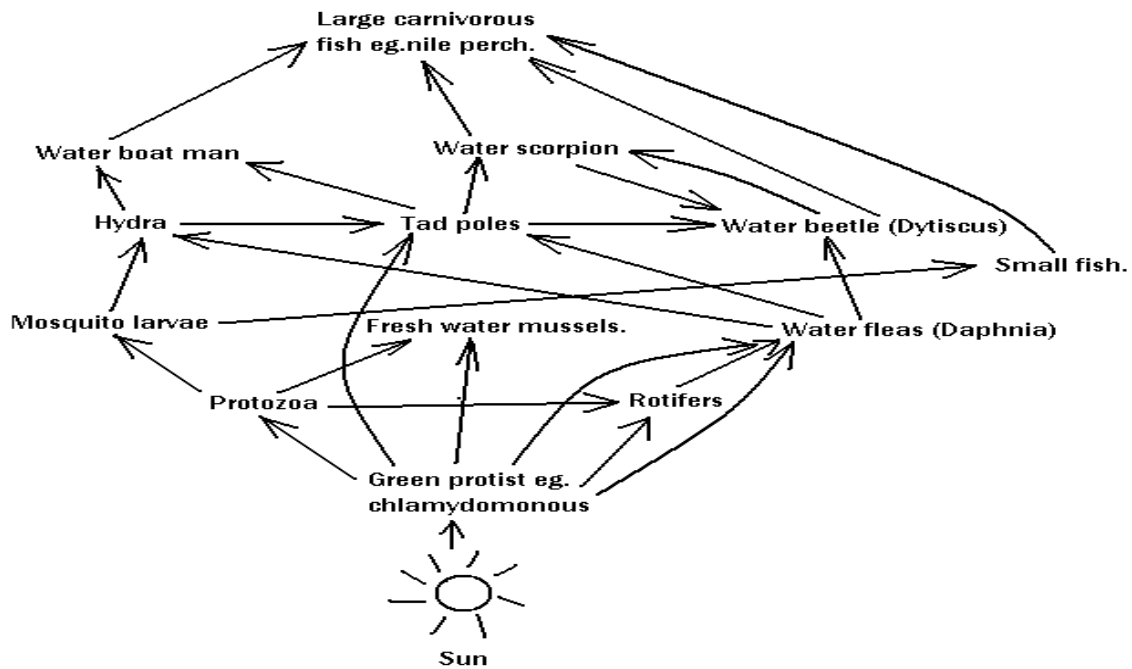 Large carnivorous
fish eg.nile perch.
Water boat man
Water scorpion
Hydra
Tad poles
Water beetle (Dytiscus)
Small fish.
Mosquito larvae
Fresh water mussels.
Water fleas (Daphnia)
Protozoa
Rotifers
Green protist eg.
chlamydomonous
Sun